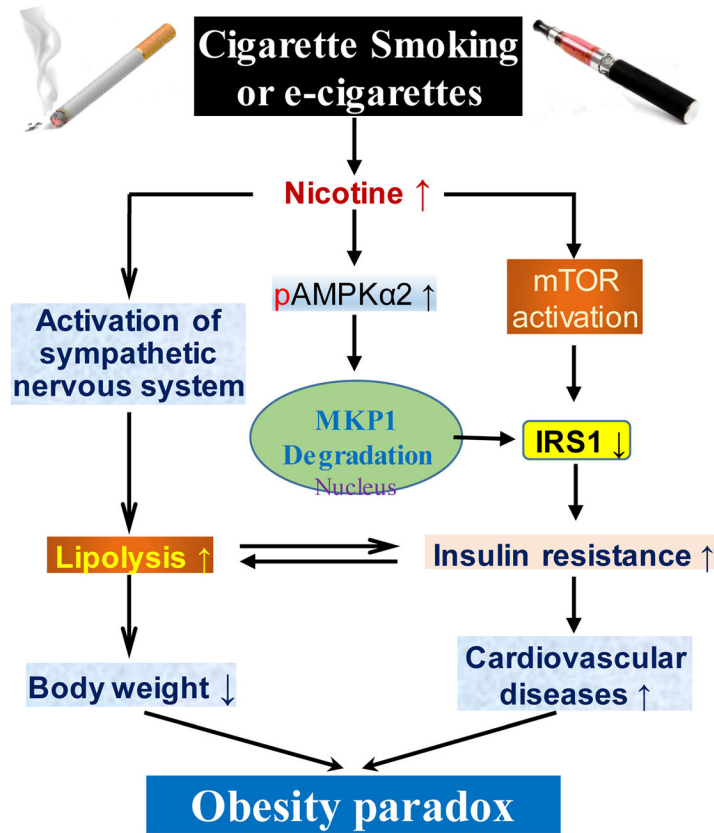 Cigarette Smoking
or e-cigarettes
Nicotine ↑
pAMPKα2 ↑
mTOR
activation
Activation of
sympathetic
nervous system
MKP1
Degradation
Nucleus
IRS1 ↓
Lipolysis ↑
Insulin resistance ↑
Body weight ↓
Cardiovascular
diseases ↑
Obesity paradox